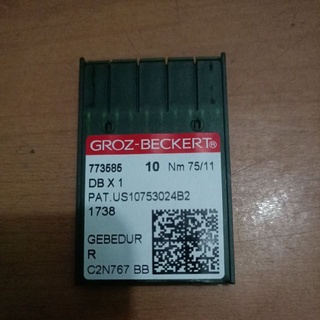 GROZ-BECKERT®
773585 10 Nm 75/11
DB X 1
PAT.US10753024B2
1738
GEBEDUR
R
C2N767 BB